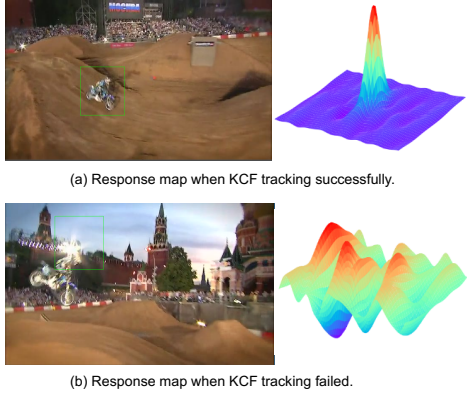 (a) Response map when KCF tracking successfully.
(b) Response map when KCF tracking failed.